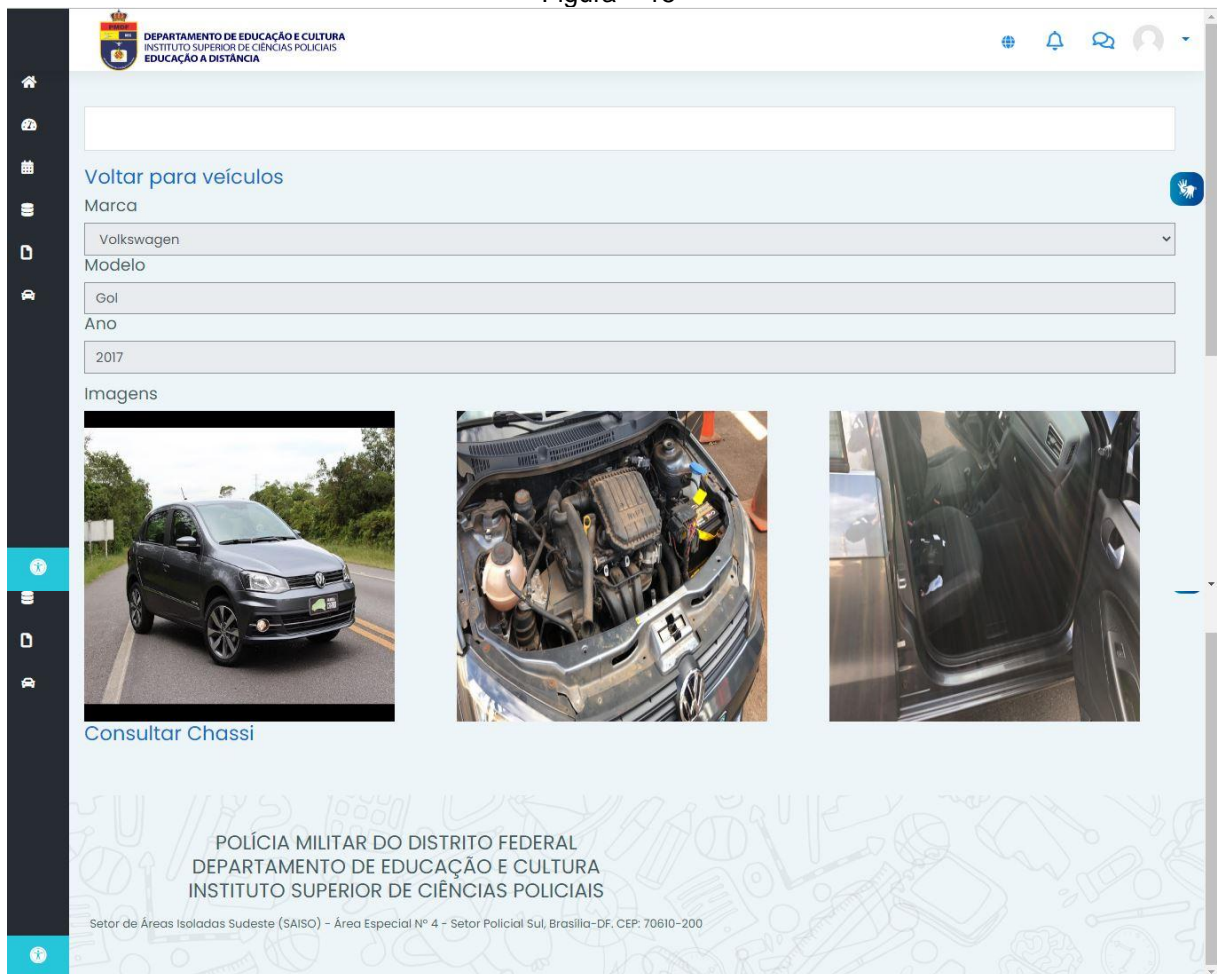 DEPARTAMENTO DE EDUCAÇÃO E CULTURA
INSTITUTO SUPERIOR DE CIÊNCIAS POLICIAIS
EDUCAÇÃO A DISTÂNCIA
Voltar para veículos
Marca
Volkswagen
Modelo
Gol
Ano
2017
Imagens
Consultar Chassi
POLÍCIA MILITAR DO DISTRITO FEDERAL
DEPARTAMENTO DE EDUCAÇÃO E CULTURA
INSTITUTO SUPERIOR DE CIÊNCIAS POLICIAIS
Setor de Áreas Isoladas Sudeste (SAISO) - Área Especial Nº 4 - Setor Policial Sul, Brasília-DF. CEP: 70610-200